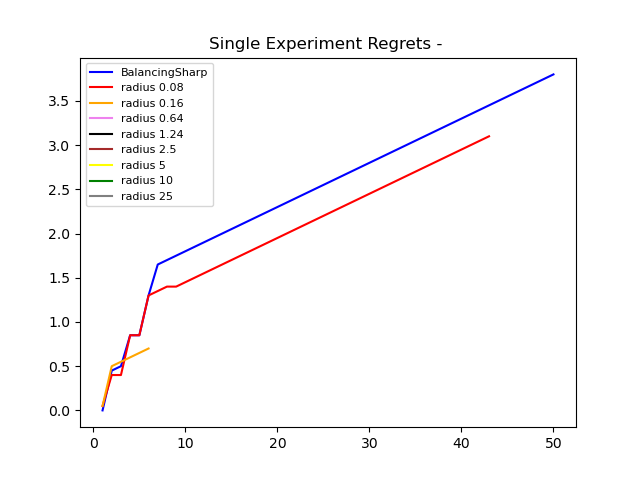 Single Experiment Regrets -
BalancingSharp
radius 0.08
radius 0.16
radius 0.64
radius 1.24
radius 2.5
radius 5
radius 10
radius 25
3.5
3.0
2.5
2.0
1.5
1.0
0.5
0.0
0 10 20 30 40 50